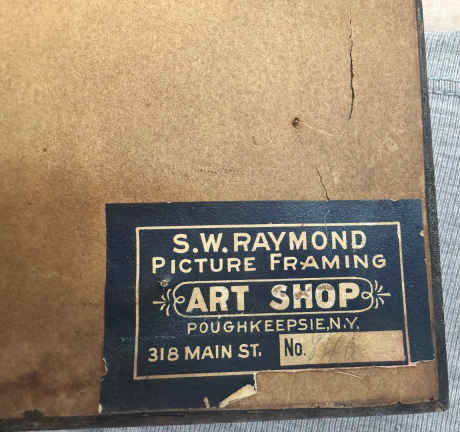 S.W. RAYMOND
PICTURE FRAMING
ART SHOP
POUGHKEEPSIE, N.Y.
318 MAIN ST. No.